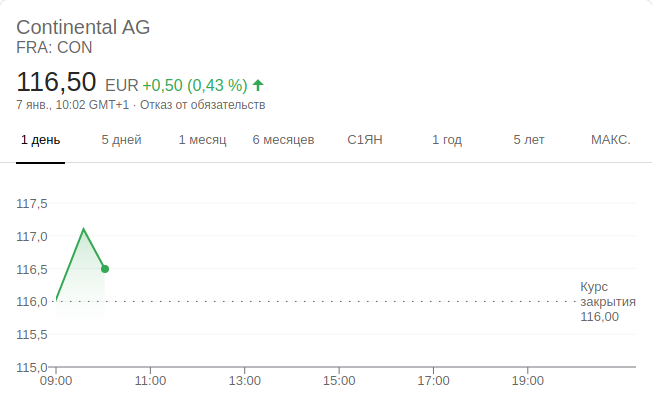 Continental AG
FRA: CON
116,50 EUR +0,50 (0,43 %)
7 янв., 10:02 GMT+1 · Отказ от обязательств
1 день 5 дней 1 месяц 6 месяцев С1ЯН 1 год 5 лет МАКС.
117,5
117,0
116,5
116,0
115,5
115,0
Курс
закрытия
116,00
09:00 11:00 13:00 15:00 17:00 19:00